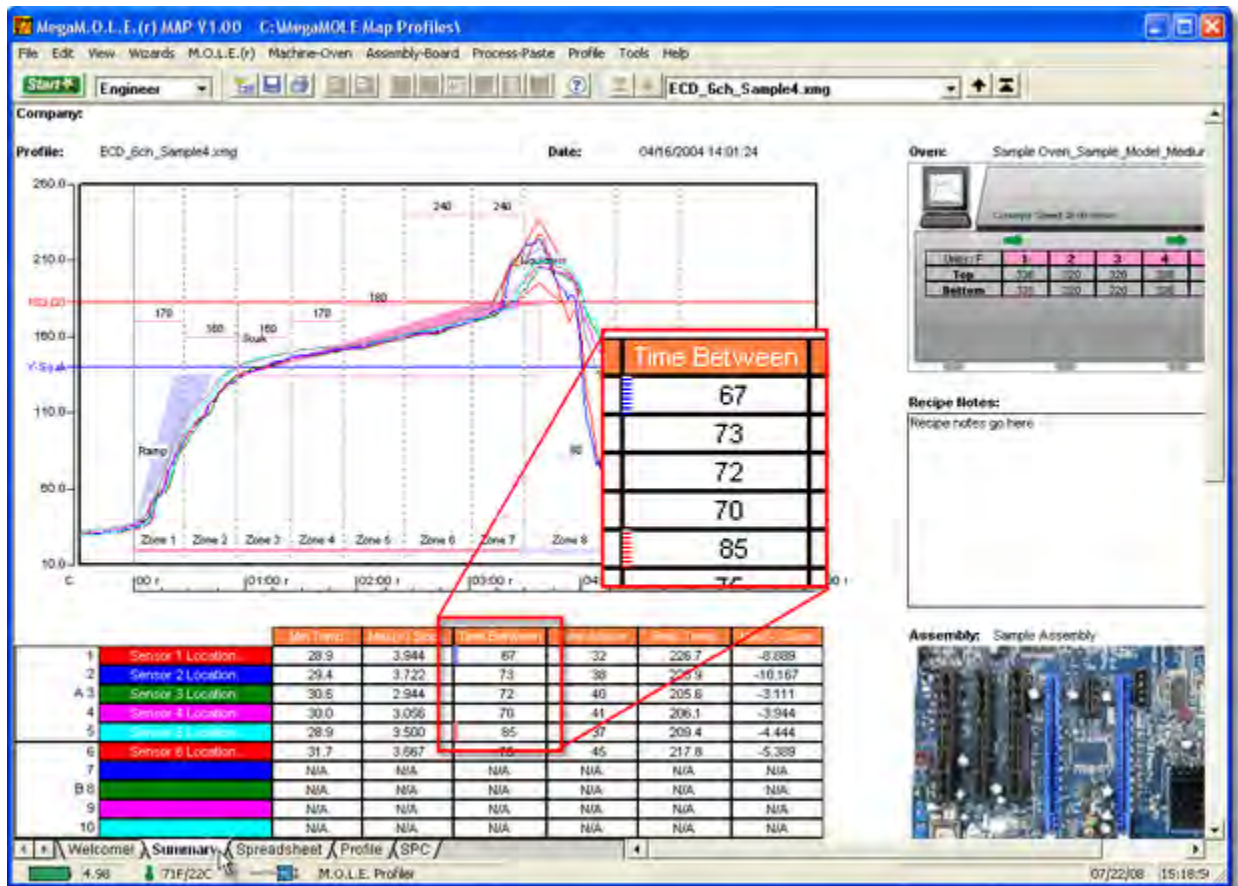 MegaM.O.L.E.(r) MAP V1.00 C:\MegaMOLE Map Profiles\
File Edit View Wizards M.O.L.E.(r) Machine-Oven Assembly-Board Process-Paste Profile Tools Help
Start Engineer ECD_6ch_Sample4.xmg
Company:
Profile: ECD_6ch_Sample4.xmg Date: 04/16/2004 14:01:24 Oven: Sample Oven_Sample_Model_Mediur
260.0
240 240
210.0
Liquidous
180
170 160 160 170
Soak
160.0
Y-Soak
110.0
Ramp
80
60.0
Zone 1 Zone 2 Zone 3 Zone 4 Zone 5 Zone 6 Zone 7 Zone 8
10.0
C 00 r 01:00 r 02:00 r 03:00 r 04:
Time Between
67
73
72
70
85
1 2 3 4
Top 320 320
Bottom 320
Recipe Notes:
Recipe notes go here
Assembly: Sample Assembly
Min Temp Time Between
1 Sensor 1 Location... 28.9 3.944 67 32 226.7 -8.889
2 Sensor 2 Location... 29.4 3.722 73 38 -10.167
A 3 Sensor 3 Location... 30.6 2.944 72 40 205.6 -3.111
4 Sensor 4 Location... 30.0 3.056 70 41 206.1 -3.944
5 Sensor 5 Location... 28.9 3.500 85 37 209.4 -4.444
6 Sensor 6 Location... 31.7 3.667 45 217.8 -5.389
7 N/A N/A N/A N/A N/A N/A
B 8 N/A N/A N/A N/A N/A N/A
9 N/A N/A N/A N/A N/A N/A
10 N/A N/A N/A N/A N/A N/A
Welcome! Summary Spreadsheet Profile SPC
4.98 71F/22C M.O.L.E. Profiler 07/22/08 15:18:5